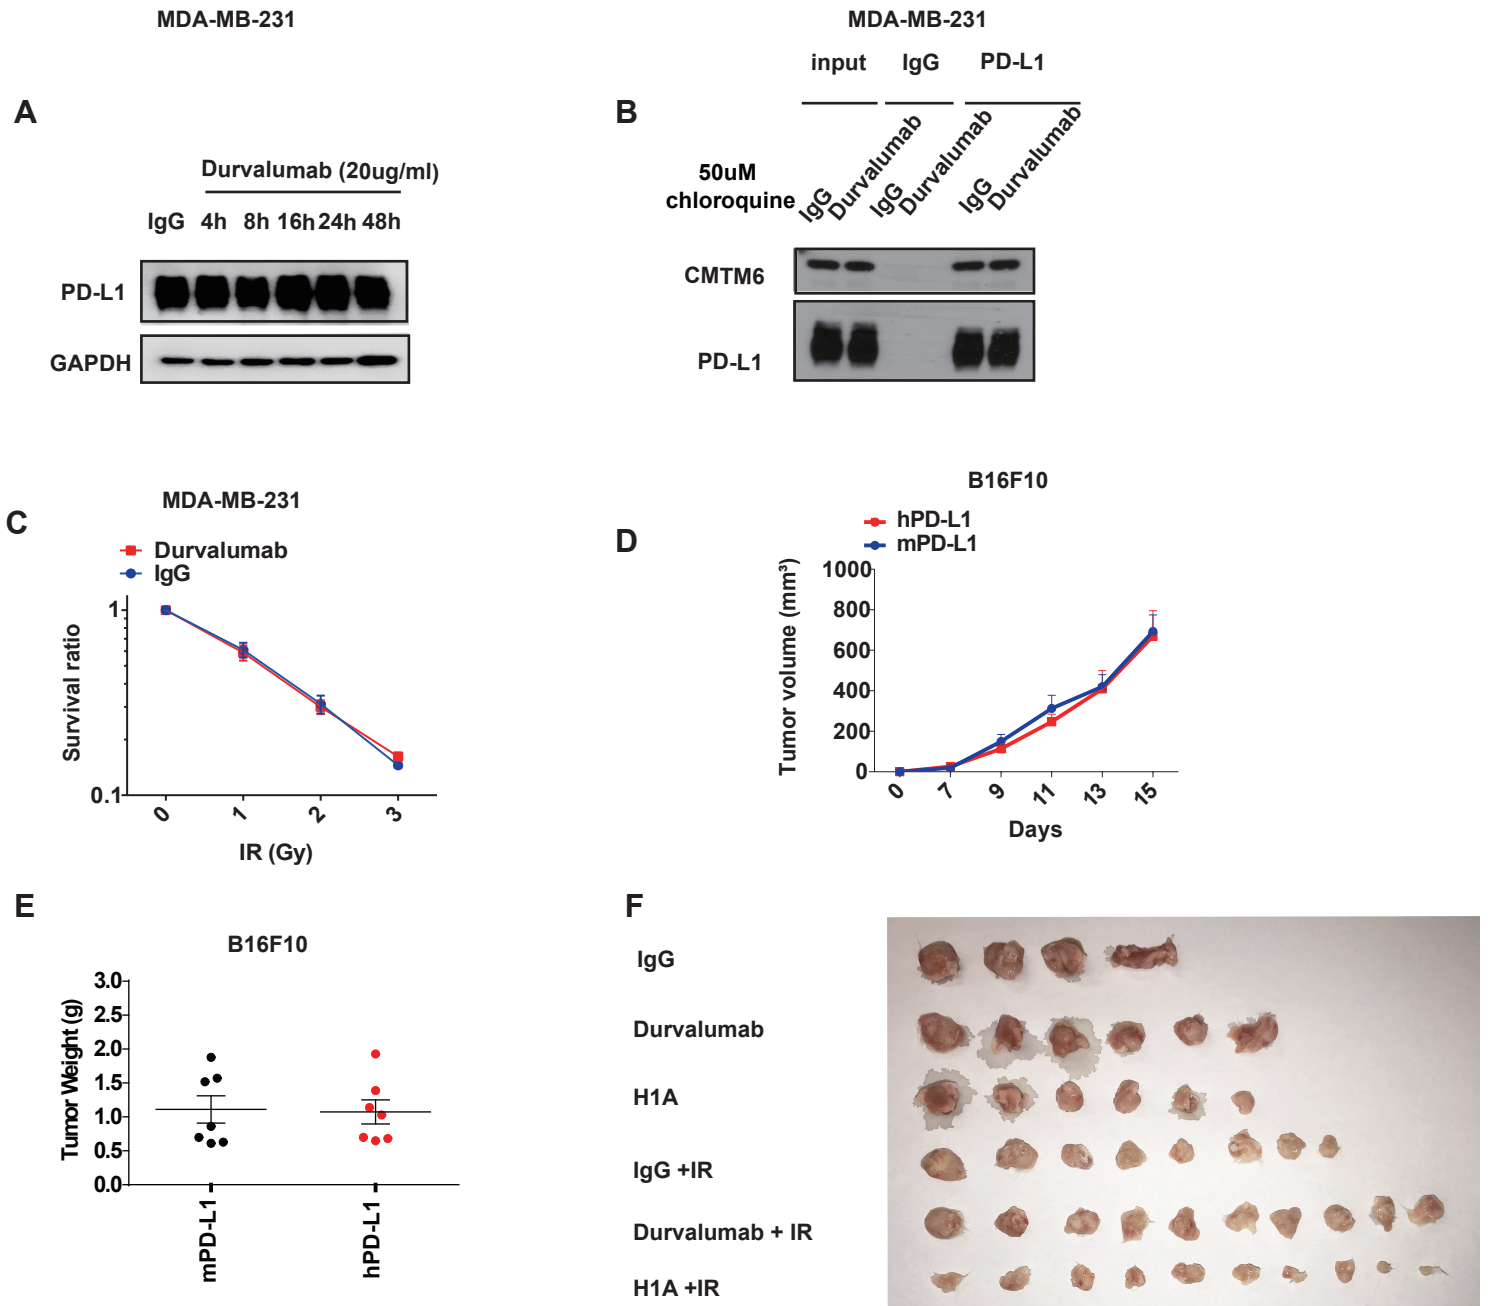 MDA-MB-231
MDA-MB-231
input IgG PD-L1
A
B
Durvalumab (20ug/ml)
50uM
chloroquine
IgG Durvalumab IgG Durvalumab IgG Durvalumab
IgG 4h 8h 16h 24h 48h
PD-L1
GAPDH
CMTM6
PD-L1
C
MDA-MB-231
Durvalumab
IgG
Survival ratio
1
0.1
0 1 2 3
IR (Gy)
D
B16F10
hPD-L1
mPD-L1
Tumor volume (mm³)
1000
800
600
400
200
0
0 7 9 11 13 15
Days
E
B16F10
Tumor Weight (g)
3.0
2.5
2.0
1.5
1.0
0.5
0.0
mPD-L1 hPD-L1
F
IgG
Durvalumab
H1A
IgG +IR
Durvalumab + IR
H1A +IR